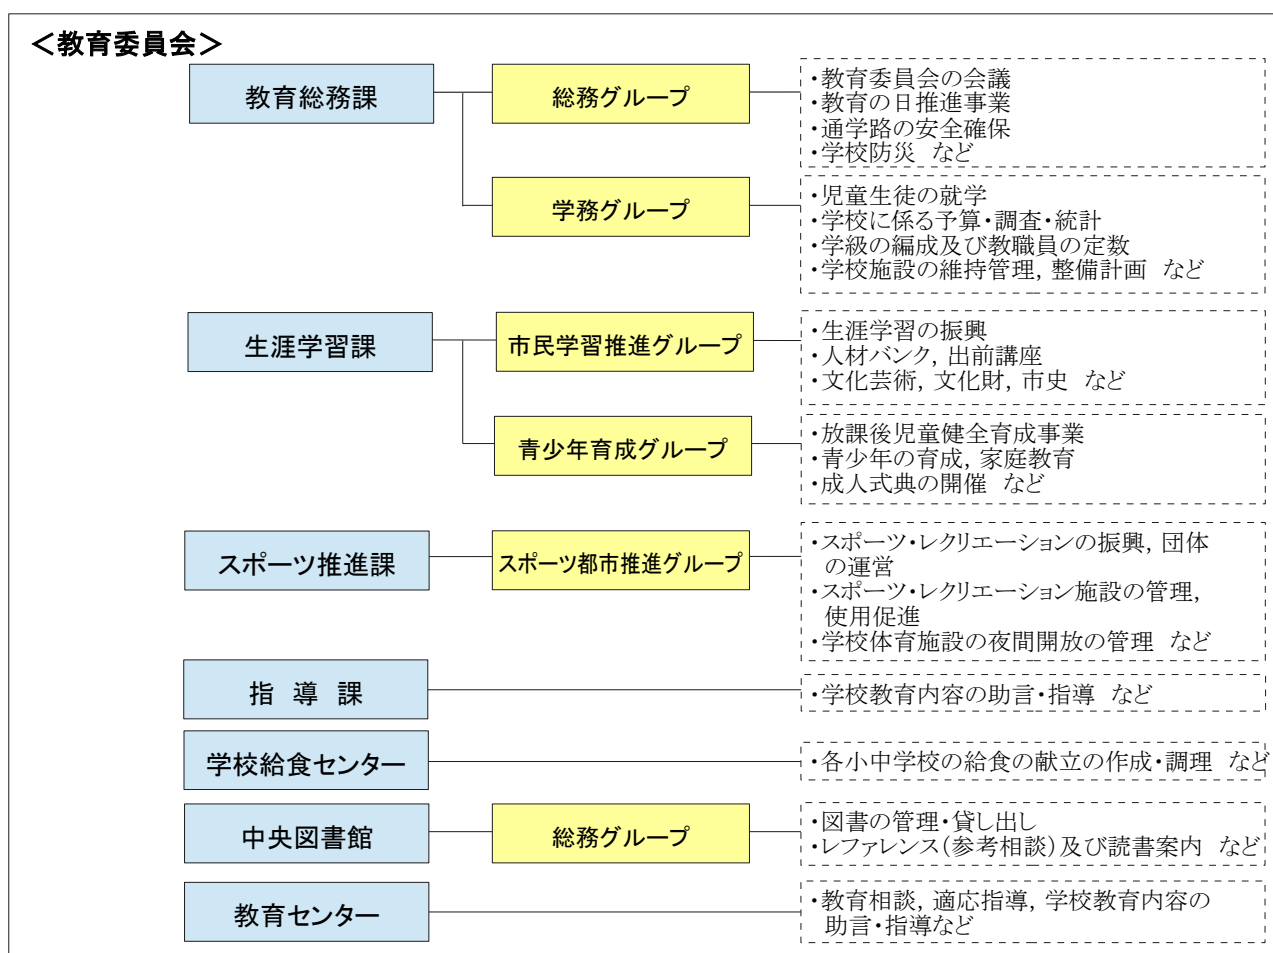 ＜教育委員会＞
教育総務課
総務グループ
・教育委員会の会議
・教育の日推進事業
・通学路の安全確保
・学校防災　など
学務グループ
・児童生徒の就学
・学校に係る予算・調査・統計
・学級の編成及び教職員の定数
・学校施設の維持管理, 整備計画　など
生涯学習課
市民学習推進グループ
・生涯学習の振興
・人材バンク, 出前講座
・文化芸術, 文化財, 市史　など
青少年育成グループ
・放課後児童健全育成事業
・青少年の育成, 家庭教育
・成人式典の開催　など
スポーツ推進課
スポーツ都市推進グループ
・スポーツ・レクリエーションの振興, 団体
の運営
・スポーツ・レクリエーション施設の管理,
使用促進
・学校体育施設の夜間開放の管理　など
指　導　課
・学校教育内容の助言・指導　など
学校給食センター
・各小中学校の給食の献立の作成・調理　など
中央図書館
総務グループ
・図書の管理・貸し出し
・レファレンス（参考相談）及び読書案内　など
教育センター
・教育相談, 適応指導, 学校教育内容の
助言・指導など